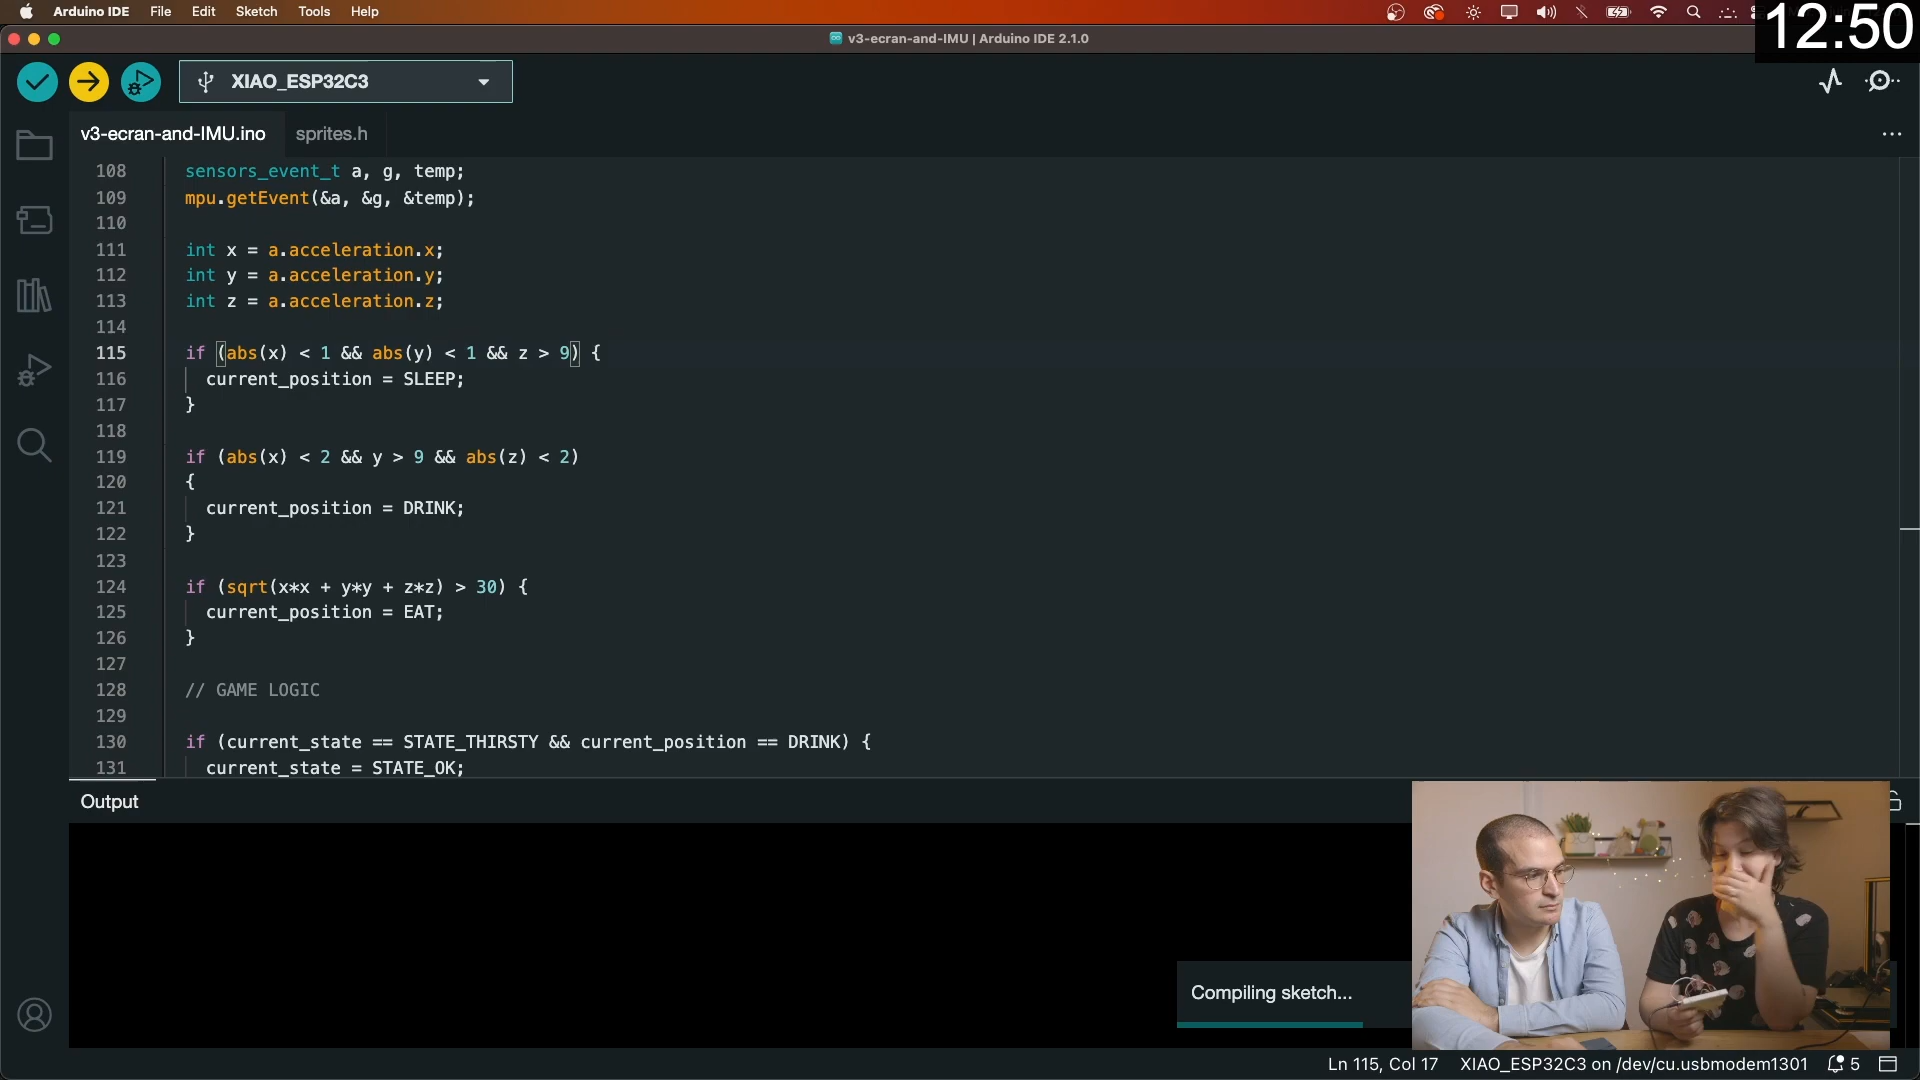 Arduino IDE File Edit Sketch Tools Help
12:50
v3-ecran-and-IMU | Arduino IDE 2.1.0
XIAO_ESP32C3
v3-ecran-and-IMU.ino sprites.h
108 sensors_event_t a, g, temp;
109 mpu.getEvent(&a, &g, &temp);
110
111 int x = a.acceleration.x;
112 int y = a.acceleration.y;
113 int z = a.acceleration.z;
114
115 if (abs(x) < 1 && abs(y) < 1 && z > 9) {
116 current_position = SLEEP;
117 }
118
119 if (abs(x) < 2 && y > 9 && abs(z) < 2)
120 {
121 current_position = DRINK;
122 }
123
124 if (sqrt(x*x + y*y + z*z) > 30) {
125 current_position = EAT;
126 }
127
128 // GAME LOGIC
129
130 if (current_state == STATE_THIRSTY && current_position == DRINK) {
131 current_state = STATE_OK;
Output
Compiling sketch...
Ln 115, Col 17 XIAO_ESP32C3 on /dev/cu.usbmodem1301 5